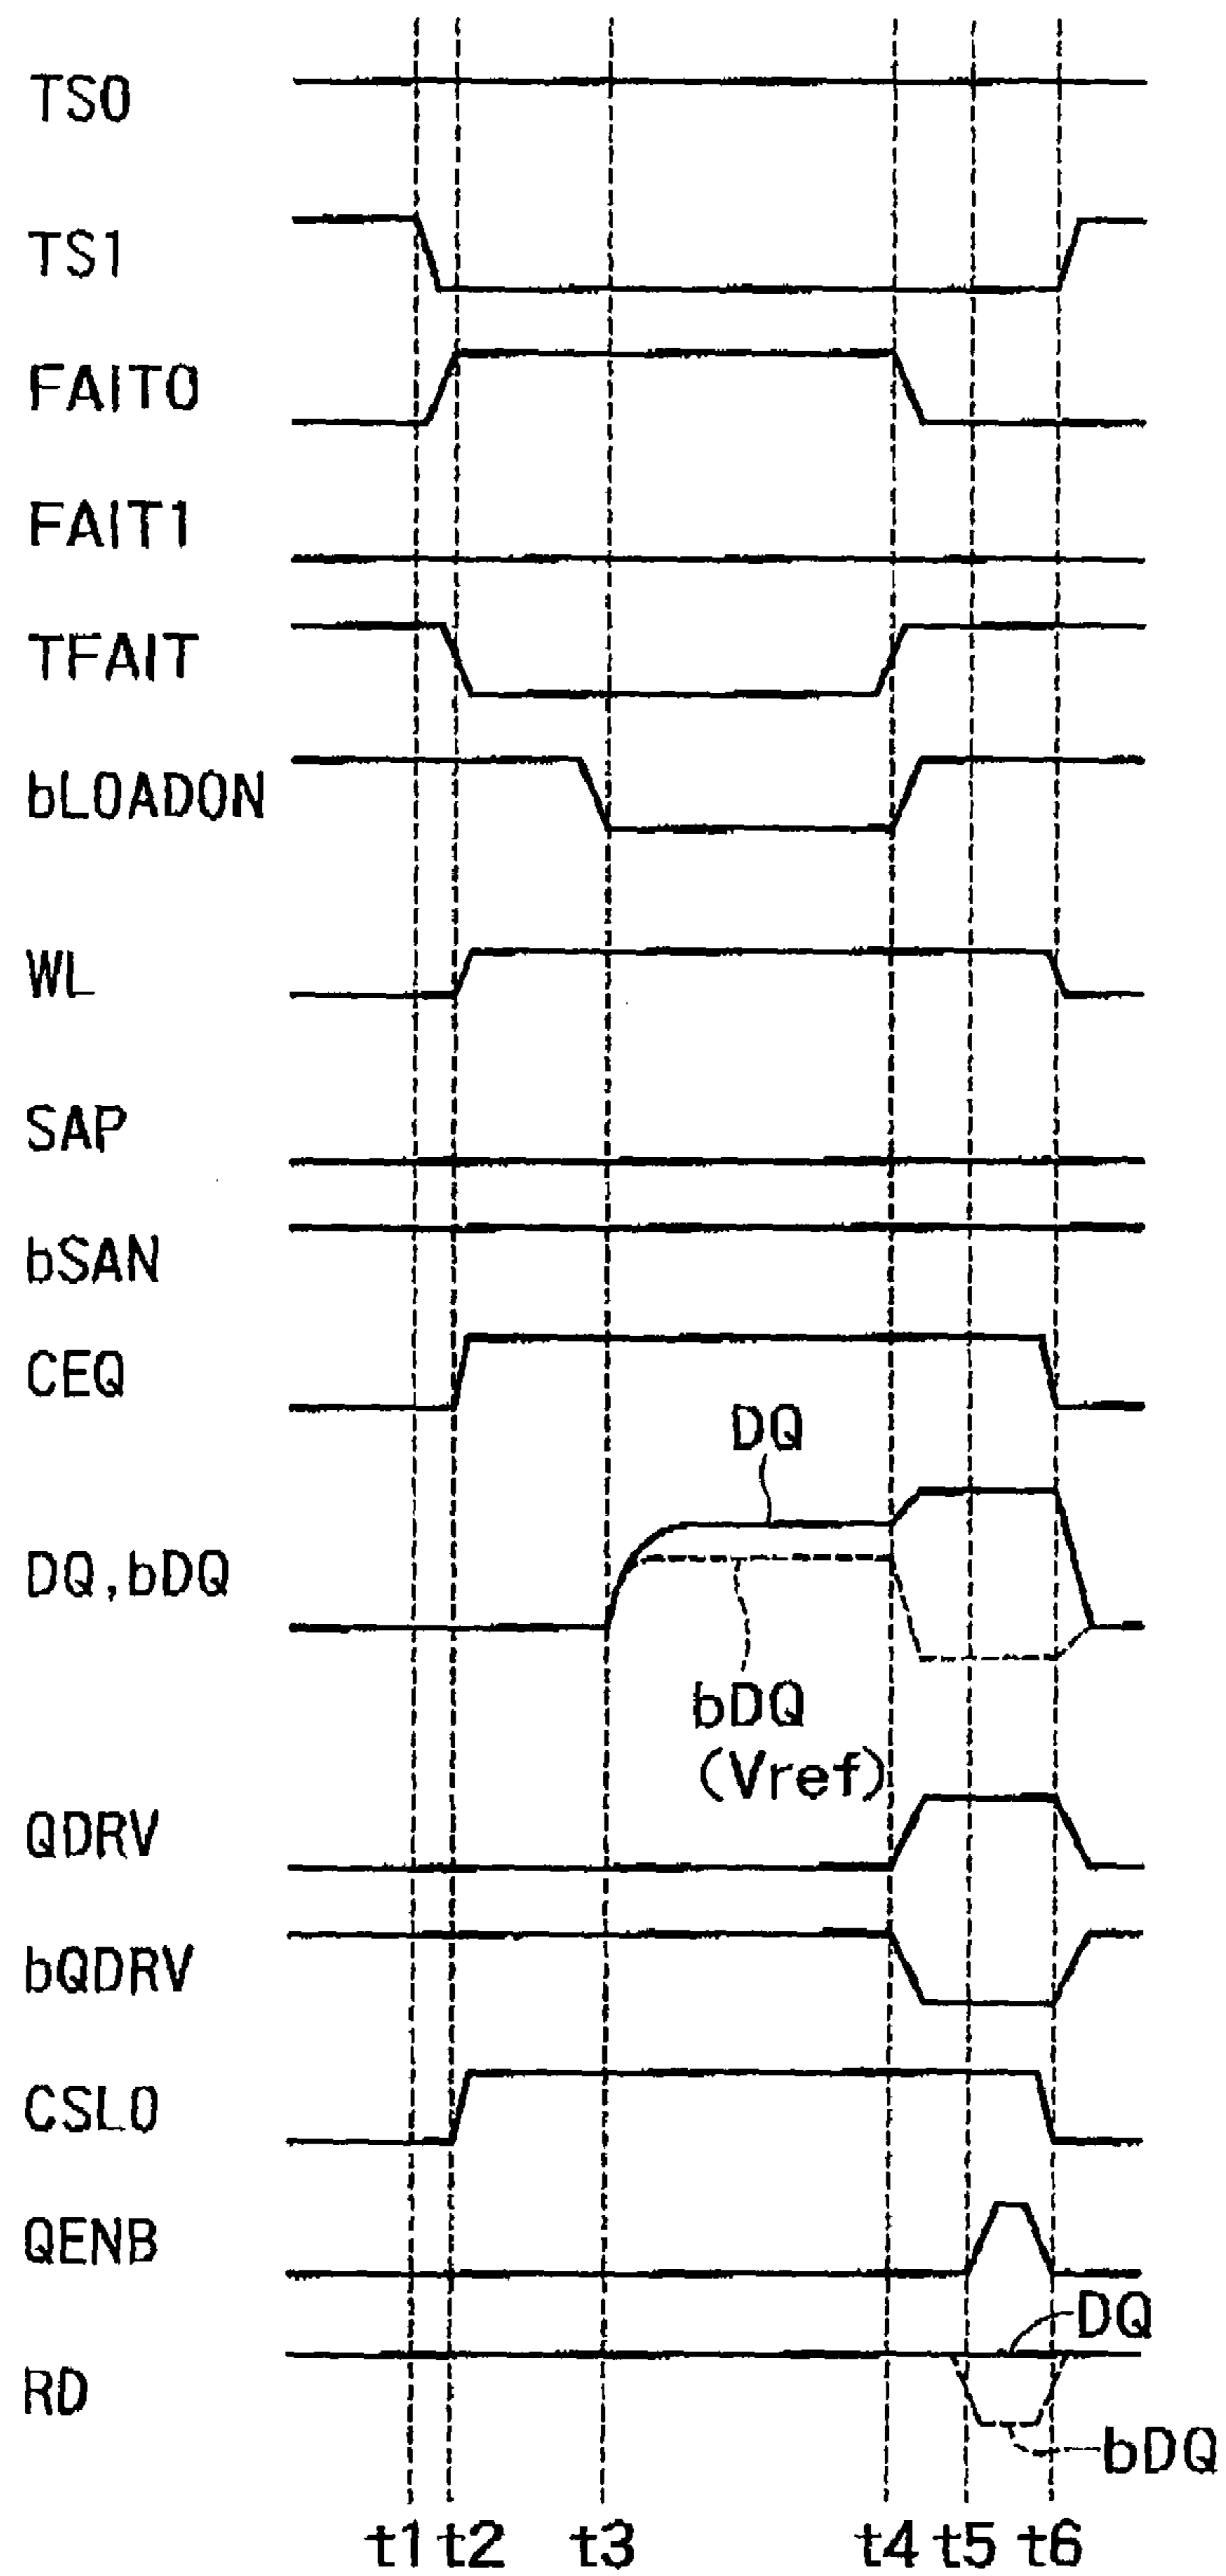 TS0
TS1
FAIT0
FAIT1
TFAIT
bLOADON
WL
SAP
bSAN
CEQ
DQ
DQ,bDQ
bDQ
(Vref)
QDRV
bQDRV
CSL0
QENB
DQ
RD
bDQ
t1 t2 t3 t4 t5 t6